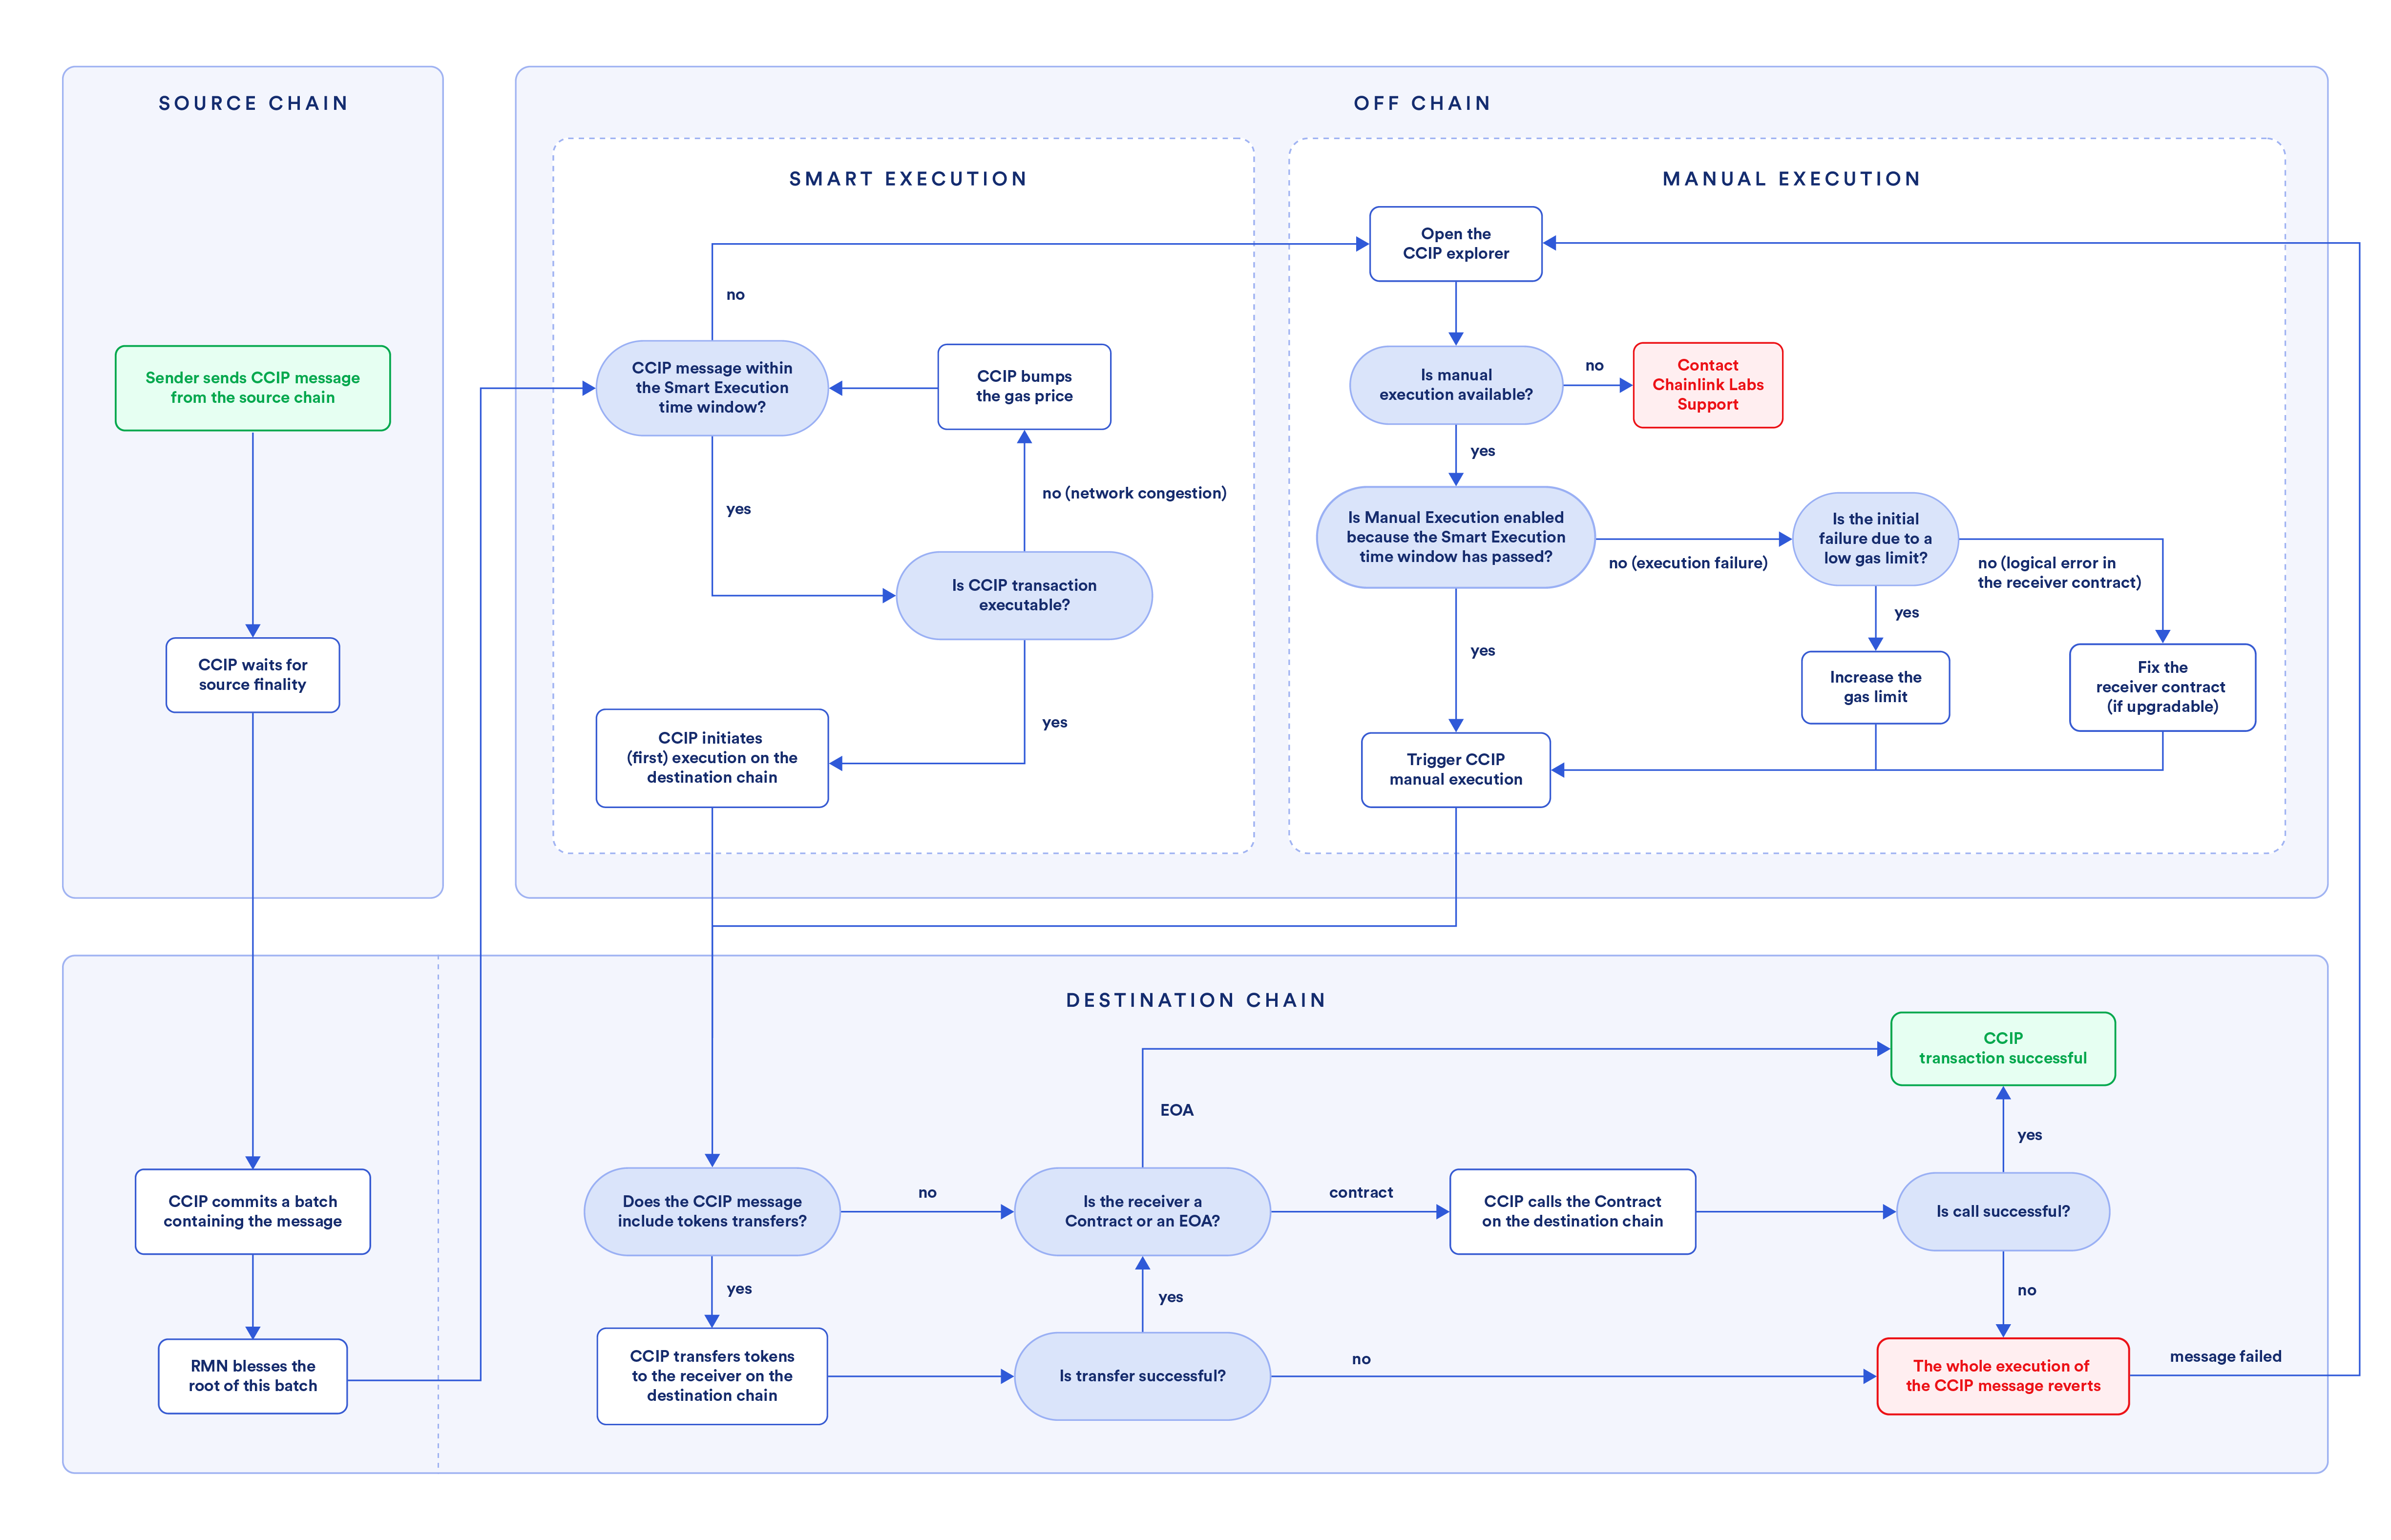 SOURCE CHAIN
Sender sends CCIP message
from the source chain
CCIP waits for
source finality
OFF CHAIN
SMART EXECUTION
no
CCIP message within
the Smart Execution
time window?
CCIP bumps
the gas price
yes
no (network congestion)
Is CCIP transaction
executable?
yes
CCIP initiates
(first) execution on the
destination chain
MANUAL EXECUTION
Open the
CCIP explorer
Is manual
execution available?
no
Contact
Chainlink Labs
Support
yes
Is Manual Execution enabled
because the Smart Execution
time window has passed?
no (execution failure)
Is the initial
failure due to a
low gas limit?
no (logical error in
the receiver contract)
yes
yes
Increase the
gas limit
Fix the
receiver contract
(if upgradable)
Trigger CCIP
manual execution
DESTINATION CHAIN
CCIP commits a batch
containing the message
RMN blesses the
root of this batch
Does the CCIP message
include tokens transfers?
no
yes
CCIP transfers tokens
to the receiver on the
destination chain
Is the receiver a
Contract or an EOA?
EOA
contract
yes
Is transfer successful?
no
CCIP calls the Contract
on the destination chain
CCIP
transaction successful
yes
Is call successful?
no
The whole execution of
the CCIP message reverts
message failed